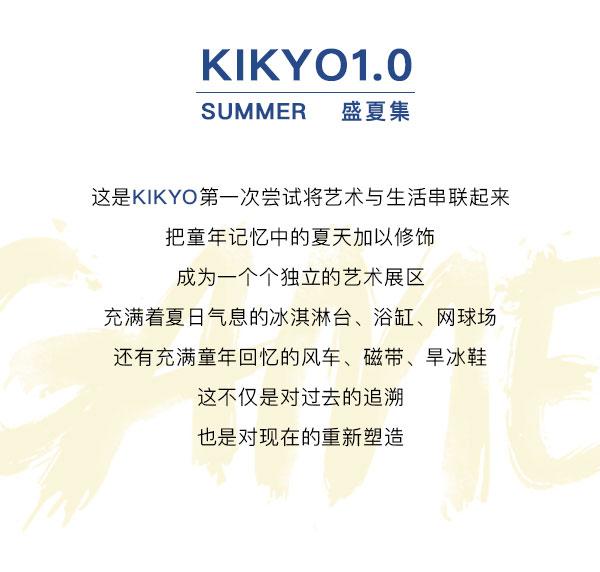 KIKYO1.0
SUMMER 盛夏集
这是KIKYO第一次尝试将艺术与生活串联起来
把童年记忆中的夏天加以修饰
成为一个个独立的艺术展区
充满着夏日气息的冰淇淋台、浴缸、网球场
还有充满童年回忆的风车、磁带、旱冰鞋
这不仅是对过去的追溯
也是对现在的重新塑造
GAME